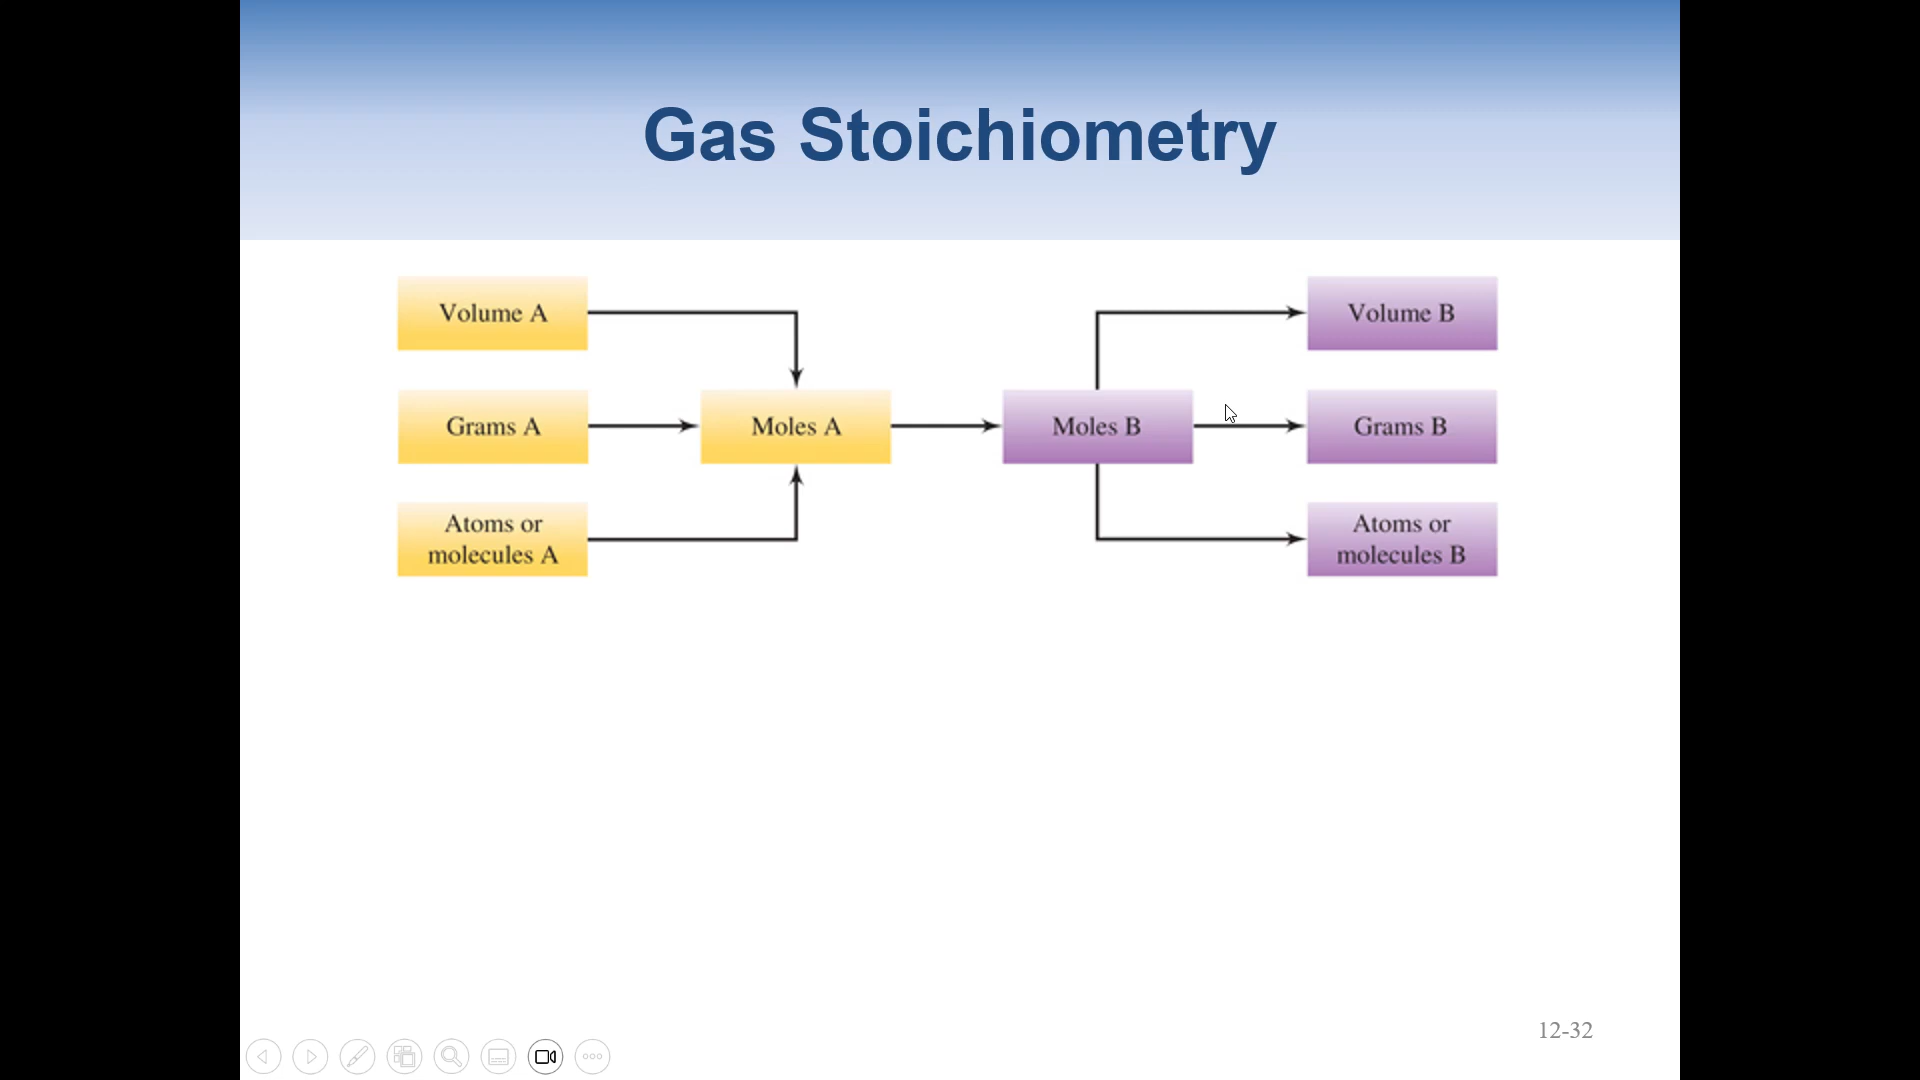 Gas Stoichiometry
Volume A
Volume B
Grams A
Moles A
Moles B
Grams B
Atoms or
molecules A
Atoms or
molecules B
12-32